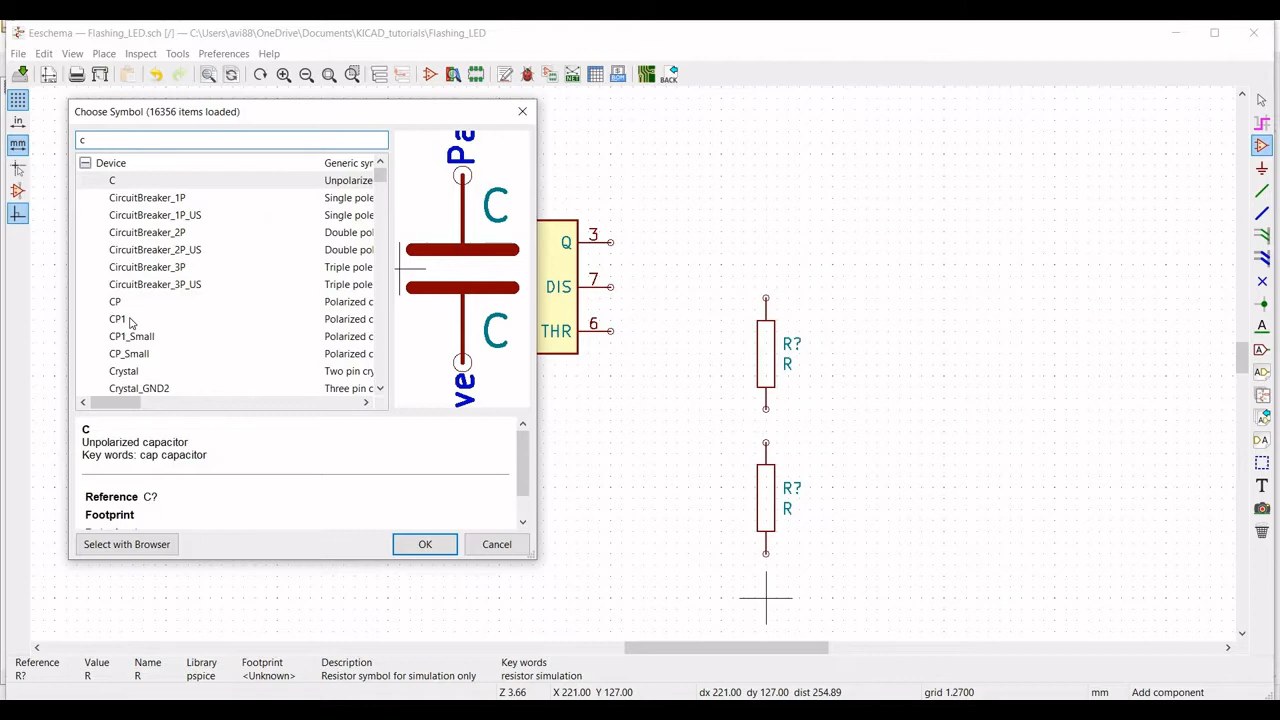 Eeschema — Flashing_LED.sch [/] — C:\Users\avi88\OneDrive\Documents\KICAD_tutorials\Flashing_LED
File Edit View Place Inspect Tools Preferences Help
BACK
in
mm
Choose Symbol (16356 items loaded)
c
Device Generic syr
C Unpolarize
CircuitBreaker_1P Single pole
CircuitBreaker_1P_US Single pole
CircuitBreaker_2P Double pol
CircuitBreaker_2P_US Double pol
CircuitBreaker_3P Triple pole
CircuitBreaker_3P_US Triple pole
CP Polarized c
CP1 Polarized c
CP1_Small Polarized c
CP_Small Polarized c
Crystal Two pin cry
Crystal_GND2 Three pin c
Pa
C
C
ve
C
Unpolarized capacitor
Key words: cap capacitor
Reference C?
Footprint
Select with Browser OK Cancel
Q 3
DIS 7
THR 6
R?
R
R?
R
Reference Value Name Library Footprint Description Key words
R? R R pspice <Unknown> Resistor symbol for simulation only resistor simulation
Z 3.66 X 221.00 Y 127.00 dx 221.00 dy 127.00 dist 254.89 grid 1.2700 mm Add component